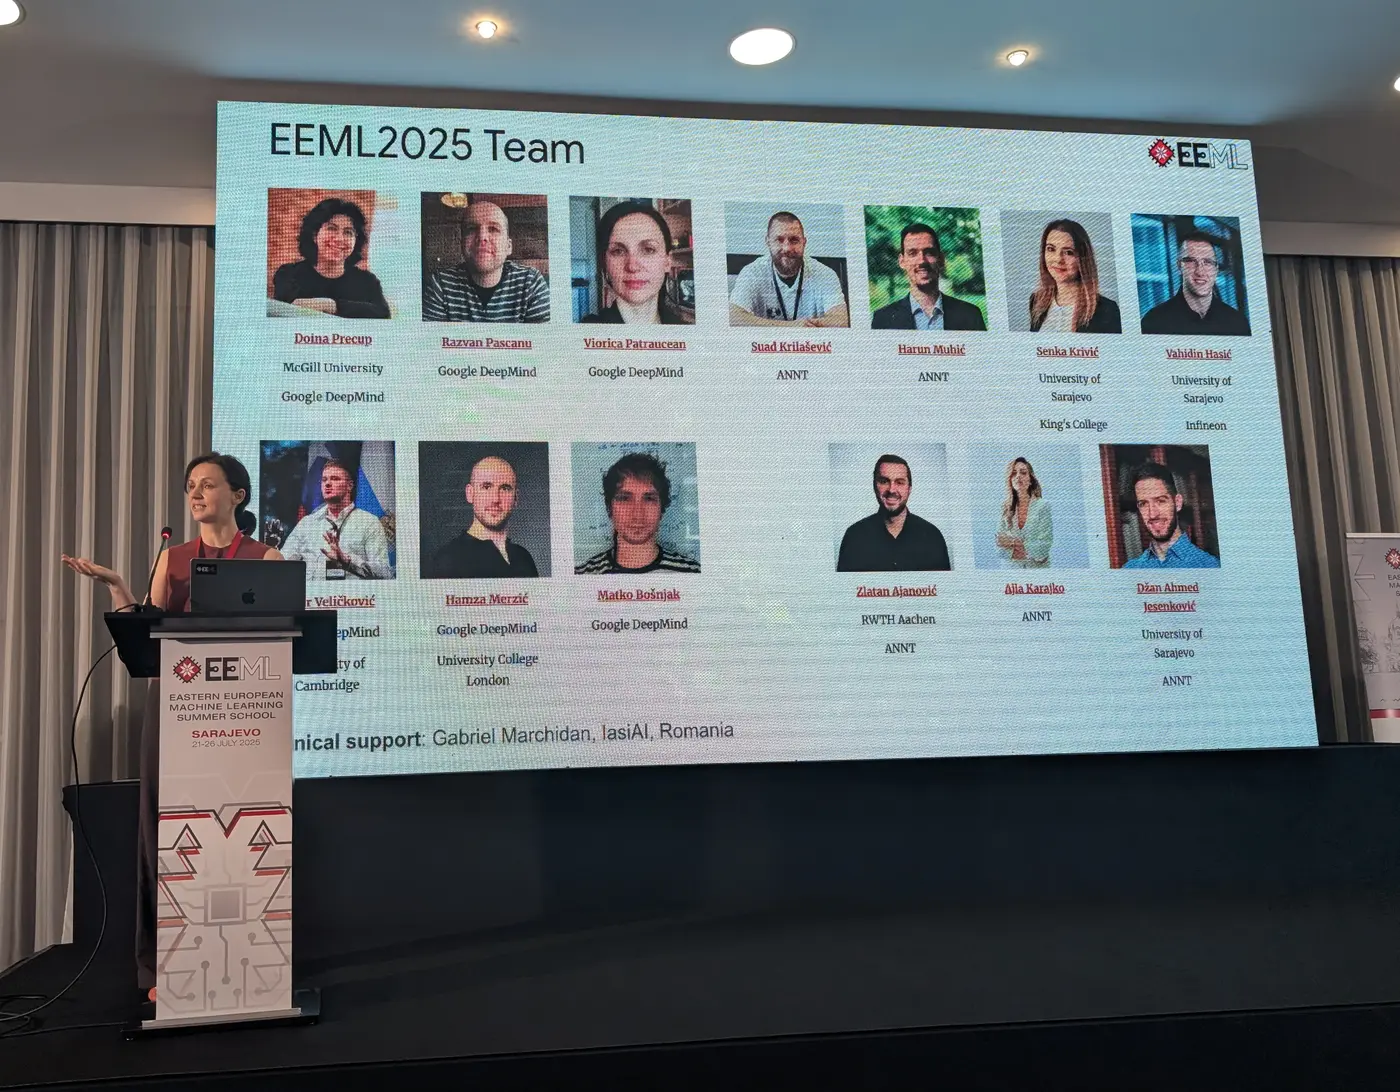 EEML2025 Team
EEML
Doina Precup
McGill University
Google DeepMind
Razvan Pascanu
Google DeepMind
Viorica Patraucean
Google DeepMind
Suad Krilašević
ANNT
Harun Muhić
ANNT
Senka Krivić
University of
Sarajevo
King's College
Vahidin Hasić
University of
Sarajevo
Infineon
r Veličković
epMind
ty of
Cambridge
Hamza Merzić
Google DeepMind
University College
London
Matko Bošnjak
Google DeepMind
Zlatan Ajanović
RWTH Aachen
ANNT
Ajla Karajko
ANNT
Džan Ahmed
Jesenković
University of
Sarajevo
ANNT
nical support: Gabriel Marchidan, IasiAI, Romania
EEML
EASTERN EUROPEAN
MACHINE LEARNING
SUMMER SCHOOL
SARAJEVO
21-26 JULY 2025